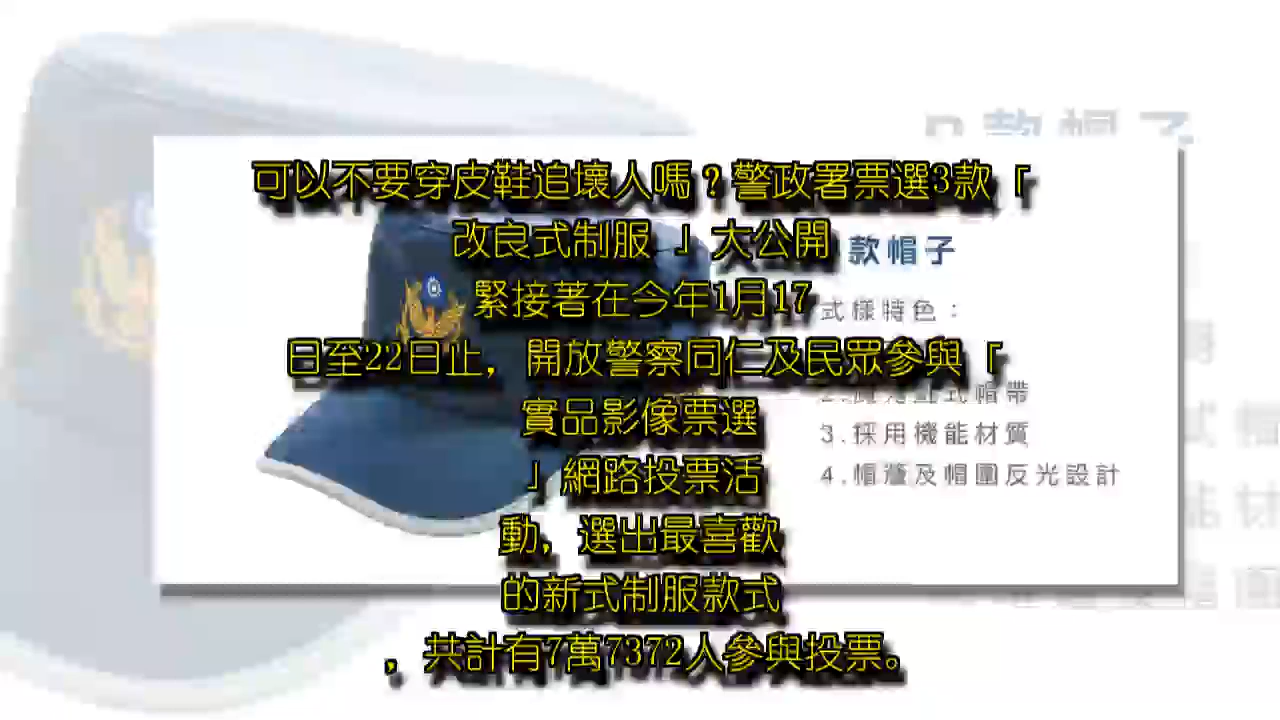 可以不要穿皮鞋追壞人嗎？警政署票選3款「
改良式制服 」大公開
緊接著在今年1月17
日至22日止，開放警察同仁及民眾參與「
實品影像票選
」網路投票活
動，選出最喜歡
的新式制服款式
，共計有7萬7372人參與投票。
款帽子
式樣特色：
式帽帶
3.採用機能材質
4.帽簷及帽圍反光設計